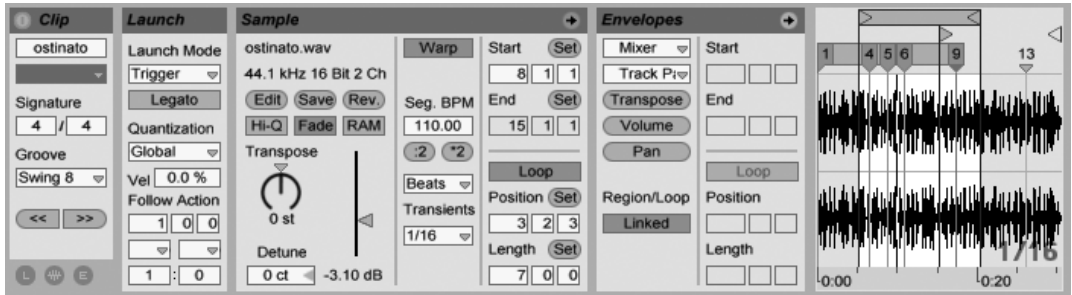 Clip
ostinato
Signature
4 / 4
Groove
Swing 8
<< >>
L E
Launch
Launch Mode
Trigger
Legato
Quantization
Global
Vel 0.0 %
Follow Action
1 0 0
1 : 0
Sample
ostinato.wav
44.1 kHz 16 Bit 2 Ch
Edit Save Rev.
Hi-Q Fade RAM
Transpose
0 st
Detune
0 ct -3.10 dB
Warp
Seg. BPM
110.00
:2 *2
Beats
Transients
1/16
Start Set
8 1 1
End Set
15 1 1
Loop
Position Set
3 2 3
Length Set
7 0 0
Envelopes
Mixer
Track Pa
Transpose
Volume
Pan
Region/Loop
Linked
Start
End
Loop
Position
Length
1 4 5 6 9 13
1/16
0:00 0:20